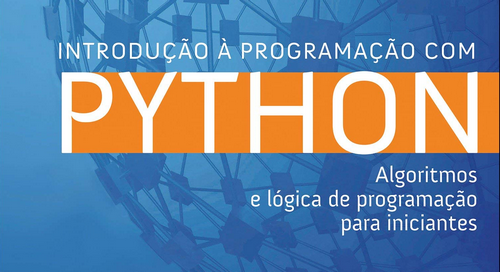 INTRODUÇÃO À PROGRAMAÇÃO COM
PYTHON
Algoritmos
e lógica de programação
para iniciantes